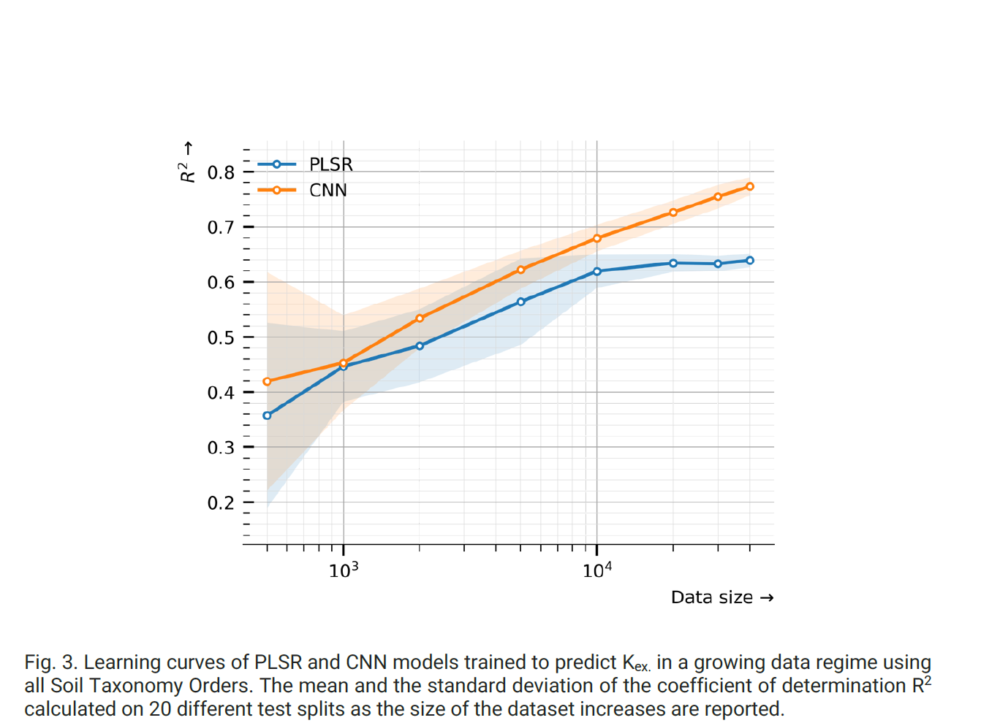 R² →
0.8
0.7
0.6
0.5
0.4
0.3
0.2
PLSR
CNN
10³
10⁴
Data size →
Fig. 3. Learning curves of PLSR and CNN models trained to predict Kₑₓ. in a growing data regime using
all Soil Taxonomy Orders. The mean and the standard deviation of the coefficient of determination R²
calculated on 20 different test splits as the size of the dataset increases are reported.